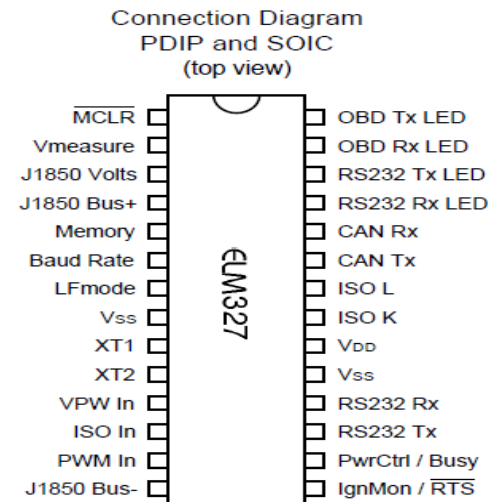 Connection Diagram
PDIP and SOIC
(top view)
MCLR OBD Tx LED
Vmeasure OBD Rx LED
J1850 Volts RS232 Tx LED
J1850 Bus+ RS232 Rx LED
Memory CAN Rx
Baud Rate CAN Tx
LFmode ISO L
Vss ISO K
XT1 VDD
XT2 Vss
VPW In RS232 Rx
ISO In RS232 Tx
PWM In PwrCtrl / Busy
J1850 Bus- IgnMon / RTS
ELM327